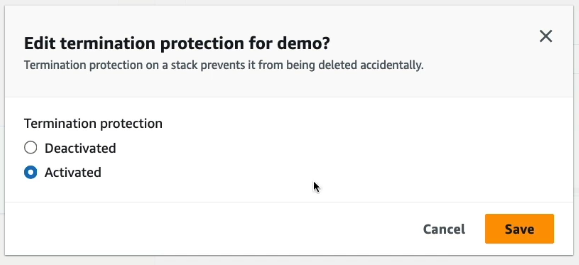 Edit termination protection for demo?
Termination protection on a stack prevents it from being deleted accidentally.
Termination protection
Deactivated
Activated
Cancel
Save